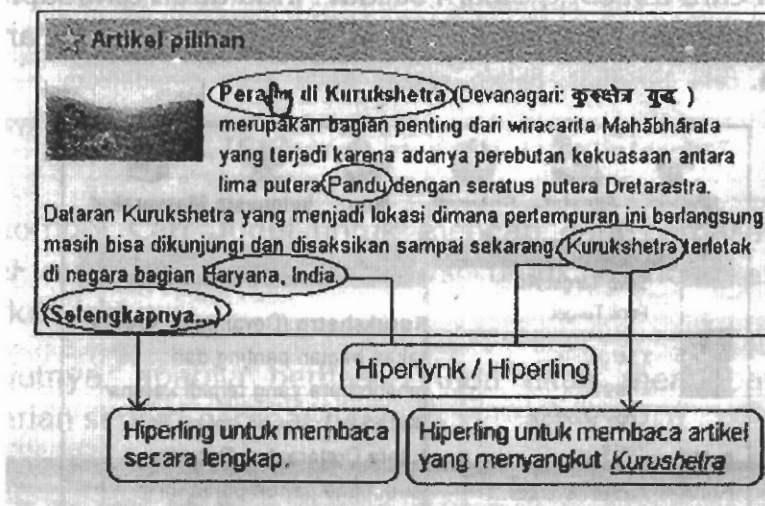 Artikel pilihan
Perang di Kurukshetra (Devanagari: कुरुक्षेत्र युद्ध )
merupakan bagian penting dari wiracarita Mahābhārata
yang terjadi karena adanya perebutan kekuasaan antara
lima putera Pandu dengan seratus putera Dretarastra.
Dataran Kurukshetra yang menjadi lokasi dimana pertempuran ini berlangsung
masih bisa dikunjungi dan disaksikan sampai sekarang. Kurukshetra terletak
di negara bagian Haryana, India.
(Selengkapnya...)
Hiperlynk / Hiperling
Hiperling untuk membaca
secara lengkap.
Hiperling untuk membaca artikel
yang menyangkut Kurushetra